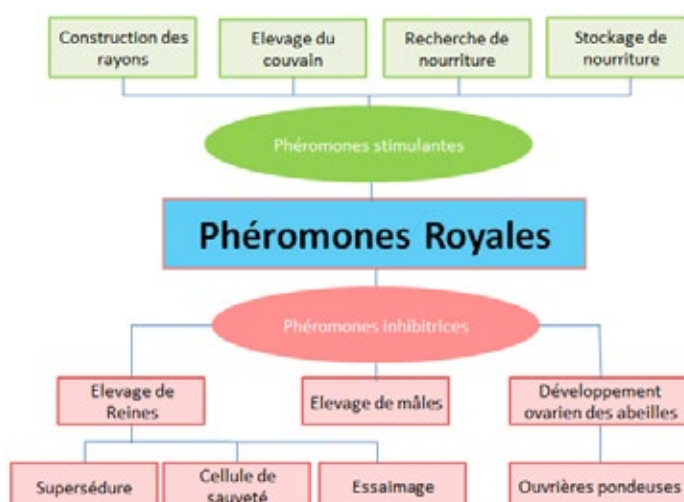 Construction des
rayons
Elevage du
couvain
Recherche de
nourriture
Stockage de
nourriture
Phéromones stimulantes
Phéromones Royales
Phéromones inhibitrices
Elevage de
Reines
Elevage de mâles
Développement
ovarien des abeilles
Supersédure
Cellule de
sauveté
Essaimage
Ouvrières pondeuses